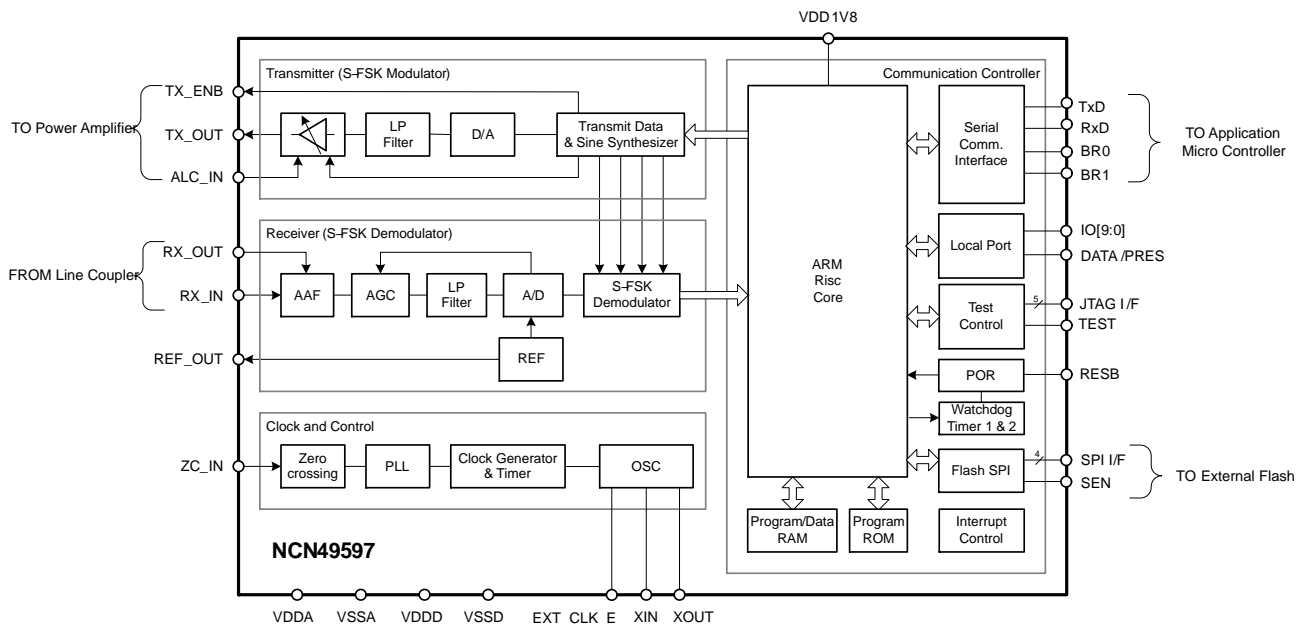 VDD1V8
Transmitter (S-FSK Modulator)
Communication Controller
TX_ENB
TO Power Amplifier
TX_OUT
ALC_IN
LP
Filter
D/A
Transmit Data
& Sine Synthesizer
Serial
Comm.
Interface
TxD
RxD
BR0
BR1
TO Application
Micro Controller
Receiver (S-FSK Demodulator)
RX_OUT
FROM Line Coupler
RX_IN
AAF
AGC
LP
Filter
A/D
S-FSK
Demodulator
REF_OUT
REF
ARM
Risc
Core
Local Port
IO[9:0]
DATA /PRES
Test
Control
5
JTAG I/F
TEST
POR
RESB
Watchdog
Timer 1 & 2
Clock and Control
ZC_IN
Zero
crossing
PLL
Clock Generator
& Timer
OSC
Flash SPI
4
SPI I/F
SEN
TO External Flash
Program/Data
RAM
Program
ROM
Interrupt
Control
NCN49597
VDDA
VSSA
VDDD
VSSD
EXT CLK E
XIN
XOUT